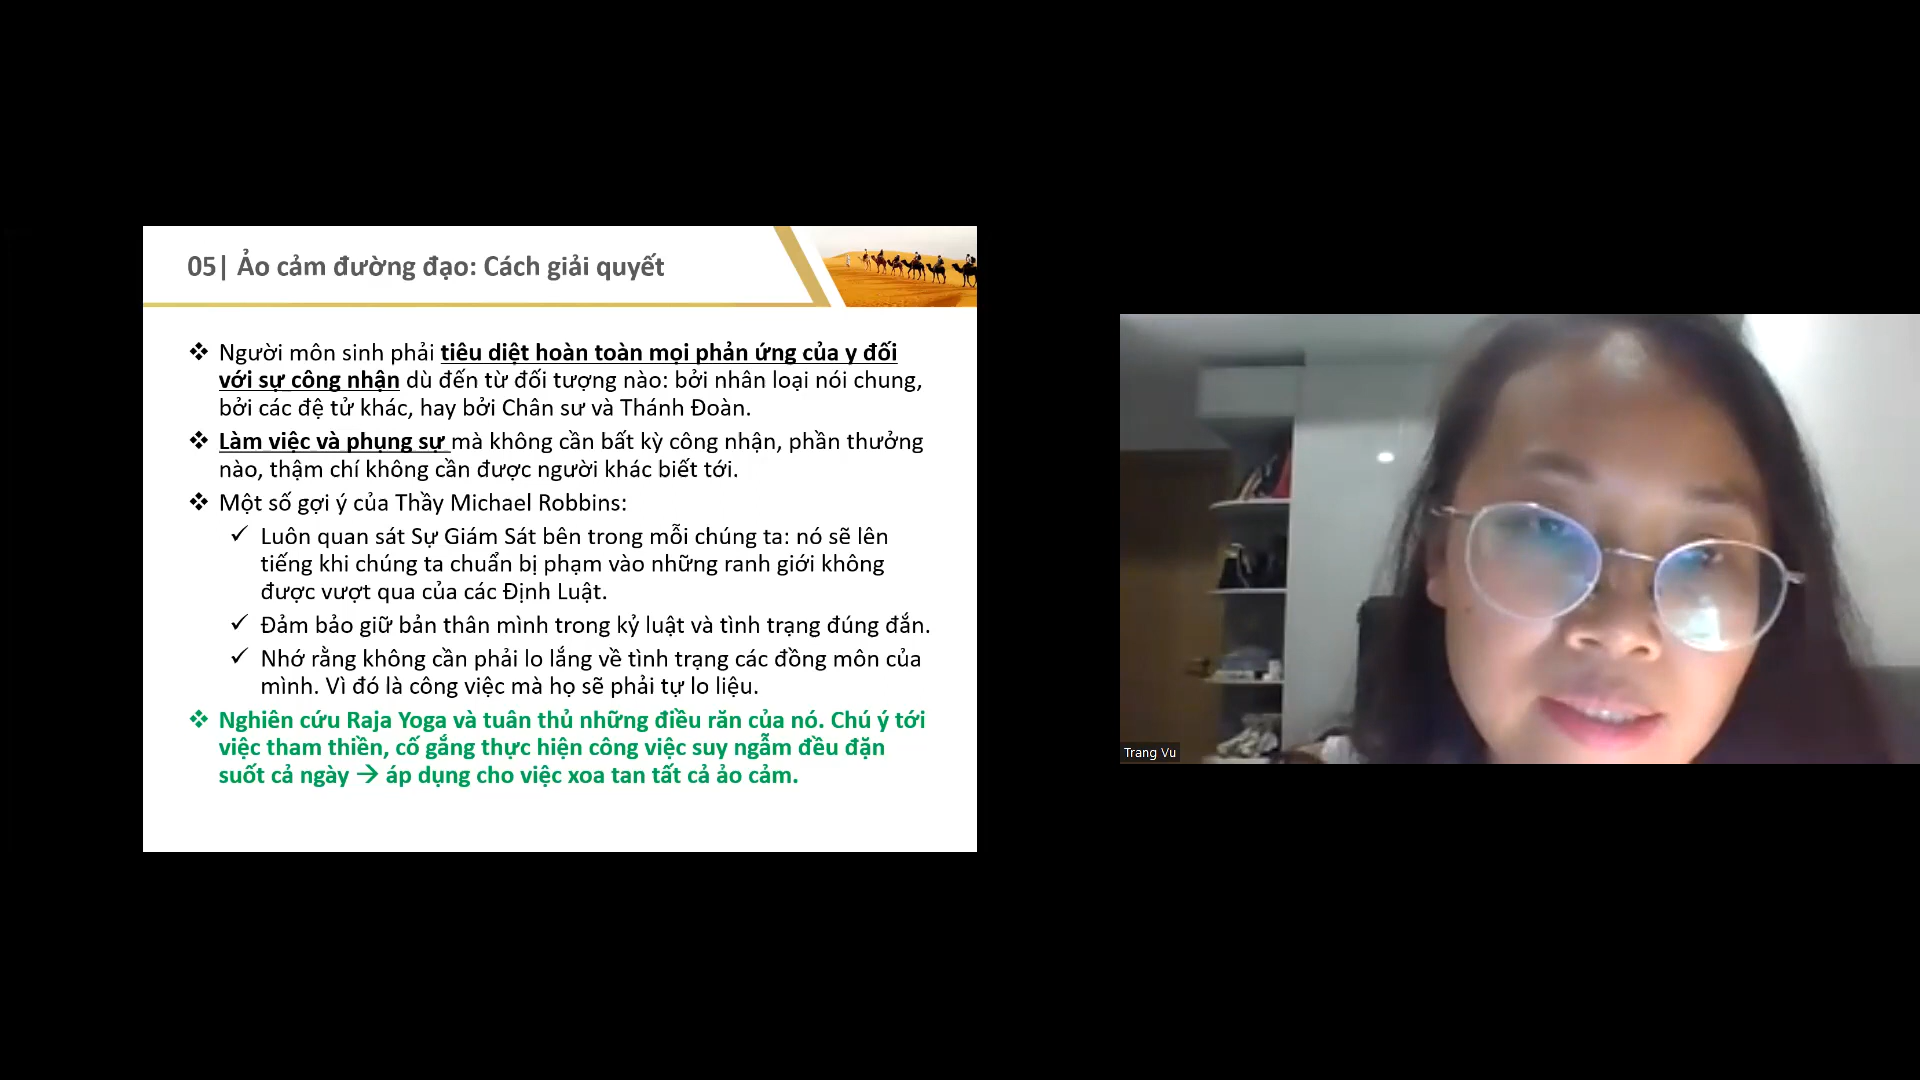 05| Ảo cảm đường đạo: Cách giải quyết
❖ Người môn sinh phải tiêu diệt hoàn toàn mọi phản ứng của y đối
với sự công nhận dù đến từ đối tượng nào: bởi nhân loại nói chung,
bởi các đệ tử khác, hay bởi Chân sư và Thánh Đoàn.
❖ Làm việc và phụng sự mà không cần bất kỳ công nhận, phần thưởng
nào, thậm chí không cần được người khác biết tới.
❖ Một số gợi ý của Thầy Michael Robbins:
✓ Luôn quan sát Sự Giám Sát bên trong mỗi chúng ta: nó sẽ lên
tiếng khi chúng ta chuẩn bị phạm vào những ranh giới không
được vượt qua của các Định Luật.
✓ Đảm bảo giữ bản thân mình trong kỷ luật và tình trạng đúng đắn.
✓ Nhớ rằng không cần phải lo lắng về tình trạng các đồng môn của
mình. Vì đó là công việc mà họ sẽ phải tự lo liệu.
❖ Nghiên cứu Raja Yoga và tuân thủ những điều răn của nó. Chú ý tới
việc tham thiền, cố gắng thực hiện công việc suy ngẫm đều đặn
suốt cả ngày → áp dụng cho việc xoa tan tất cả ảo cảm.
Trang Vu